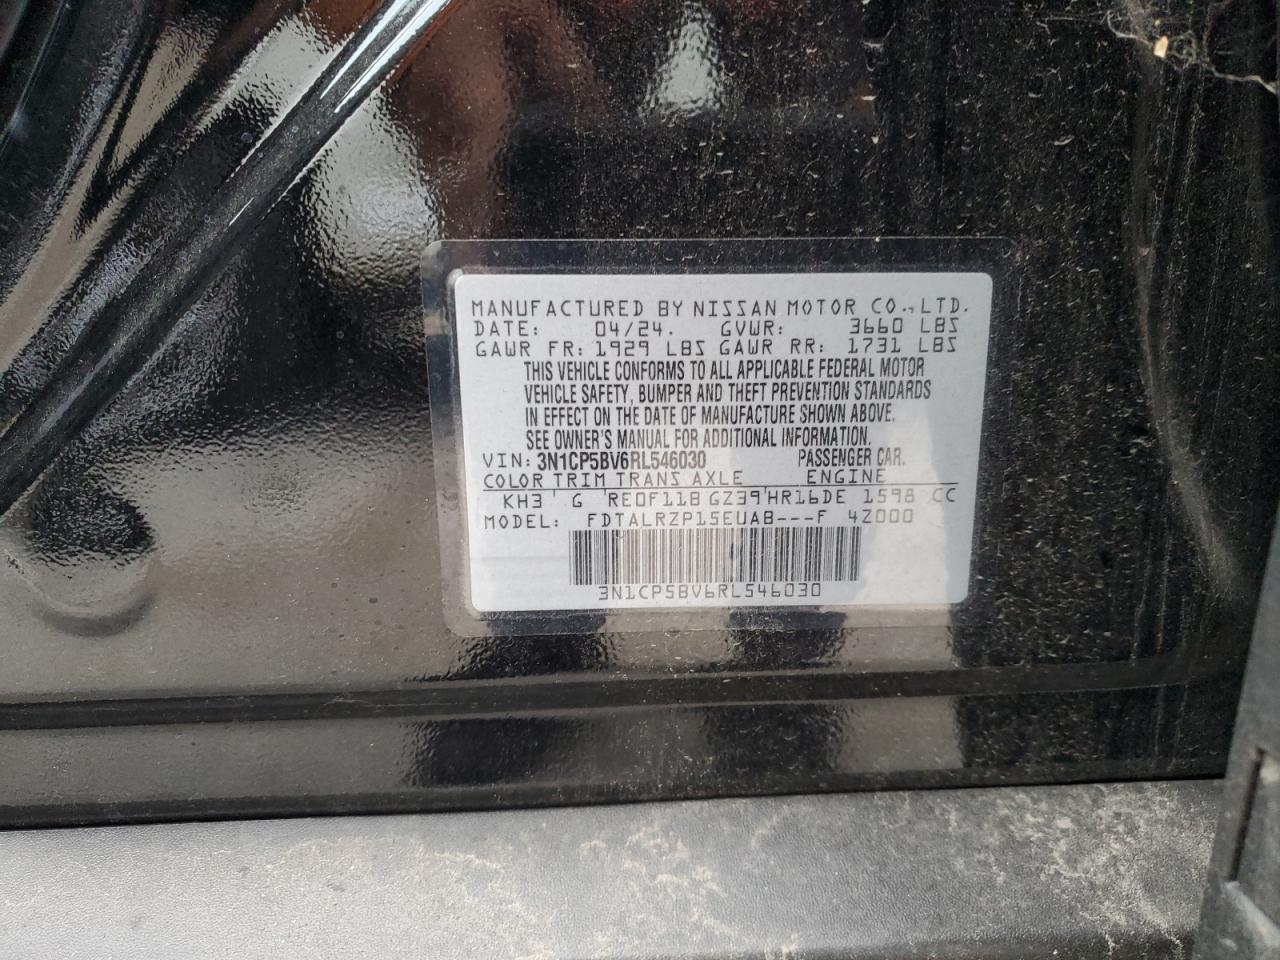 MANUFACTURED BY NISSAN MOTOR CO., LTD.
DATE: 04/24. GVWR: 3660 LBS
GAWR FR: 1929 LBS GAWR RR: 1731 LBS
THIS VEHICLE CONFORMS TO ALL APPLICABLE FEDERAL MOTOR
VEHICLE SAFETY, BUMPER AND THEFT PREVENTION STANDARDS
IN EFFECT ON THE DATE OF MANUFACTURE SHOWN ABOVE.
SEE OWNER'S MANUAL FOR ADDITIONAL INFORMATION.
VIN: 3N1CP5BV6RL546030 PASSENGER CAR.
COLOR TRIM TRANS AXLE ENGINE
KH3 ' G 'RE0F11B GZ39'HR16DE 1598 CC
MODEL: FDTALRZP15EUAB---F 4Z000
3N1CP5BV6RL546030